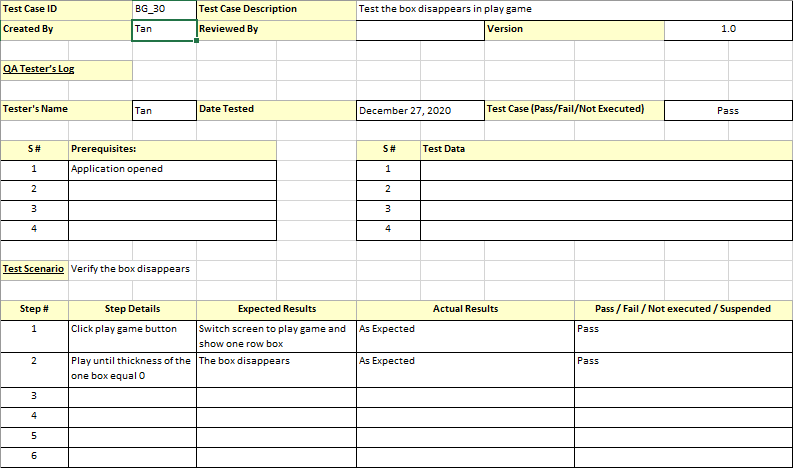 Test Case ID BG_30 Test Case Description Test the box disappears in play game
Created By Tan Reviewed By Version 1.0
QA Tester's Log
Tester's Name Tan Date Tested December 27, 2020 Test Case (Pass/Fail/Not Executed) Pass
S # Prerequisites: S # Test Data
1 Application opened 1
2 2
3 3
4 4
Test Scenario Verify the box disappears
Step # Step Details Expected Results Actual Results Pass / Fail / Not executed / Suspended
1 Click play game button Switch screen to play game and As Expected Pass
show one row box
2 Play until thickness of the The box disappears As Expected Pass
one box equal 0
3
4
5
6